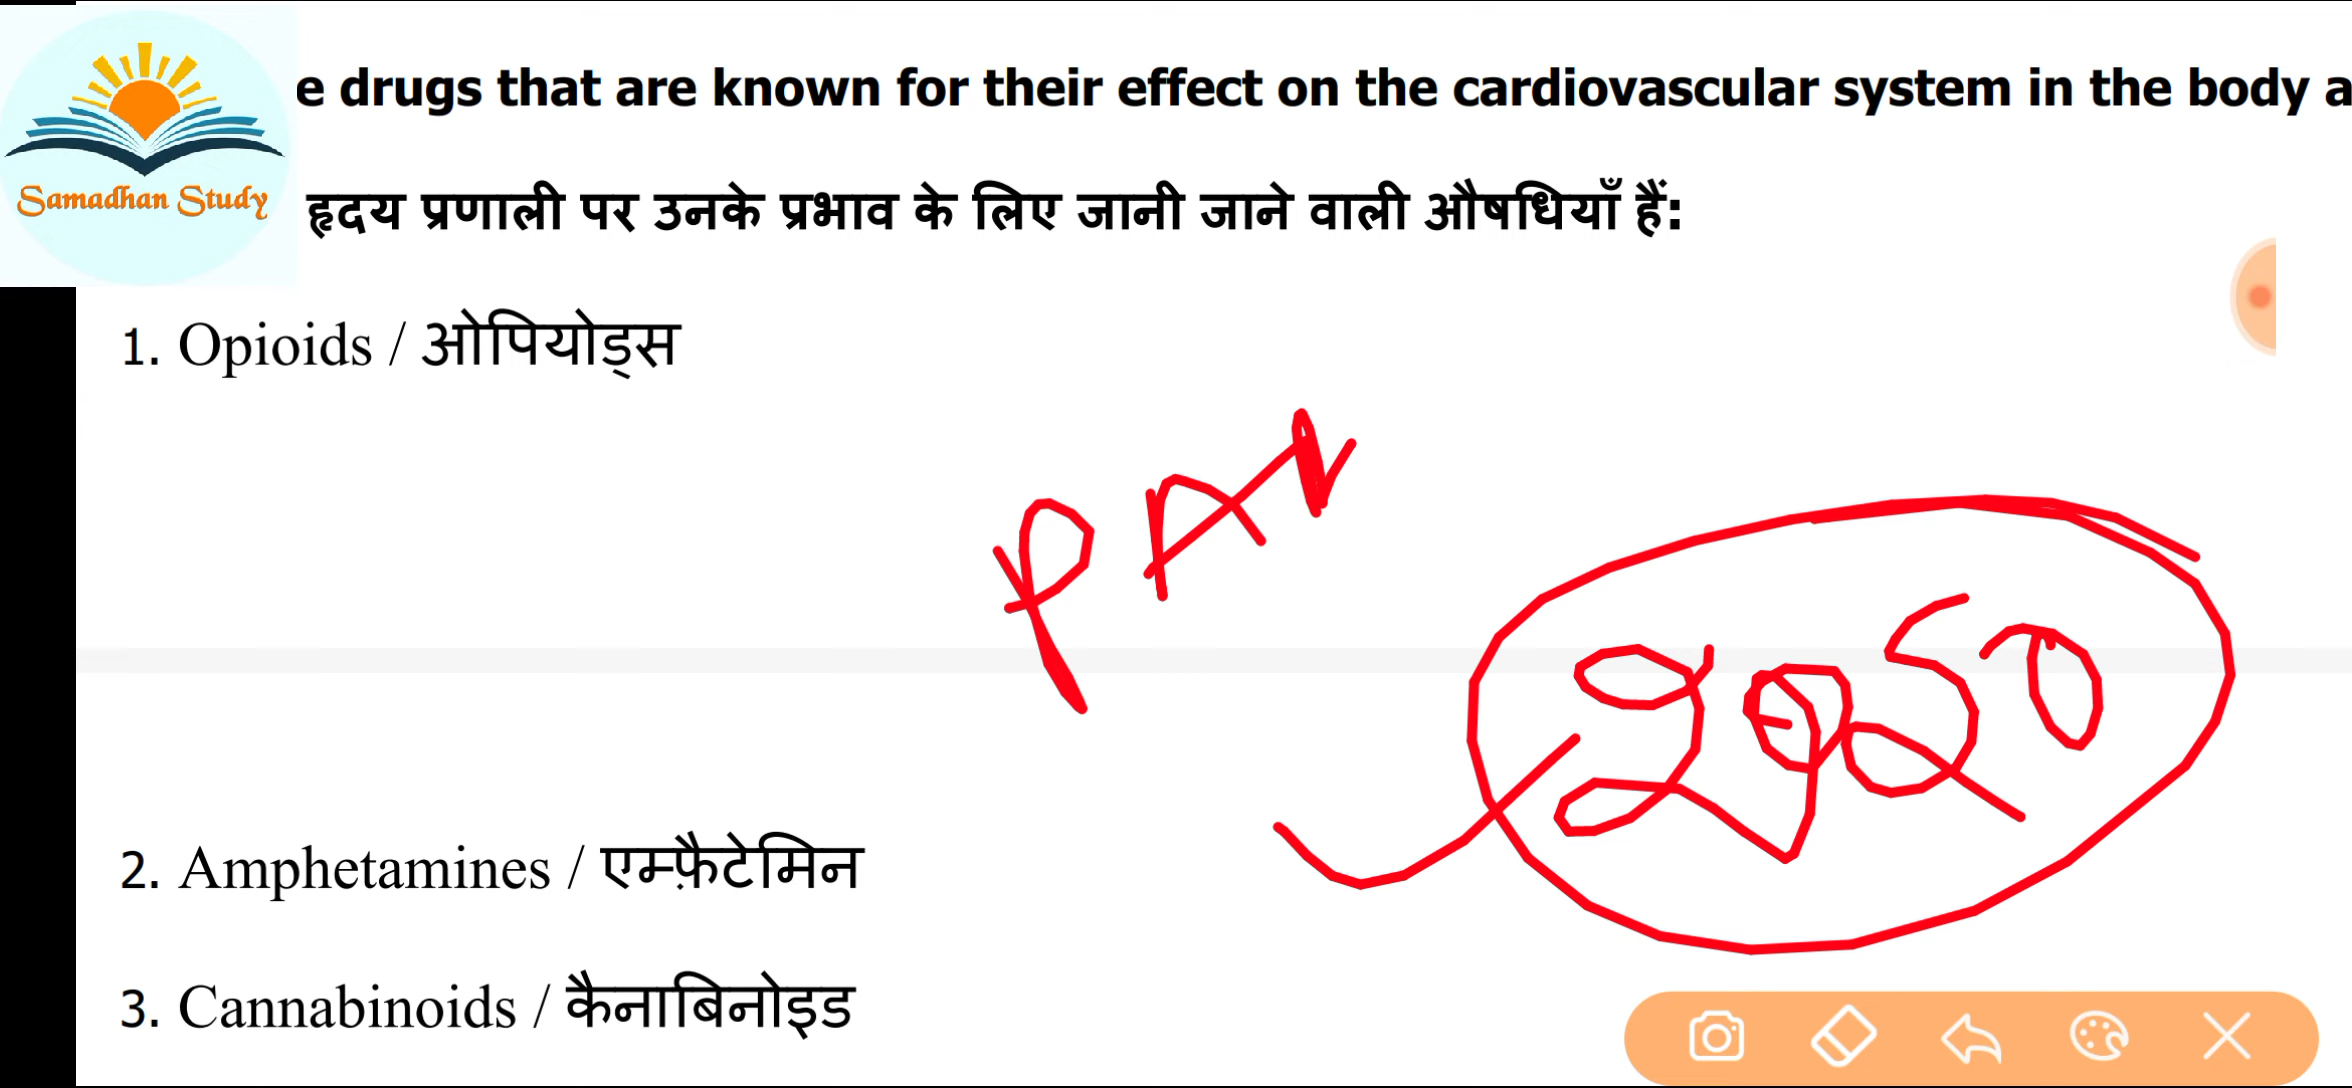 e drugs that are known for their effect on the cardiovascular system in the body a
Samadhan Study
हृदय प्रणाली पर उनके प्रभाव के लिए जानी जाने वाली औषधियाँ हैं:
1. Opioids / ओपियोड्स
2. Amphetamines / एम्फ़ैटेमिन
3. Cannabinoids / कैनाबिनोइड